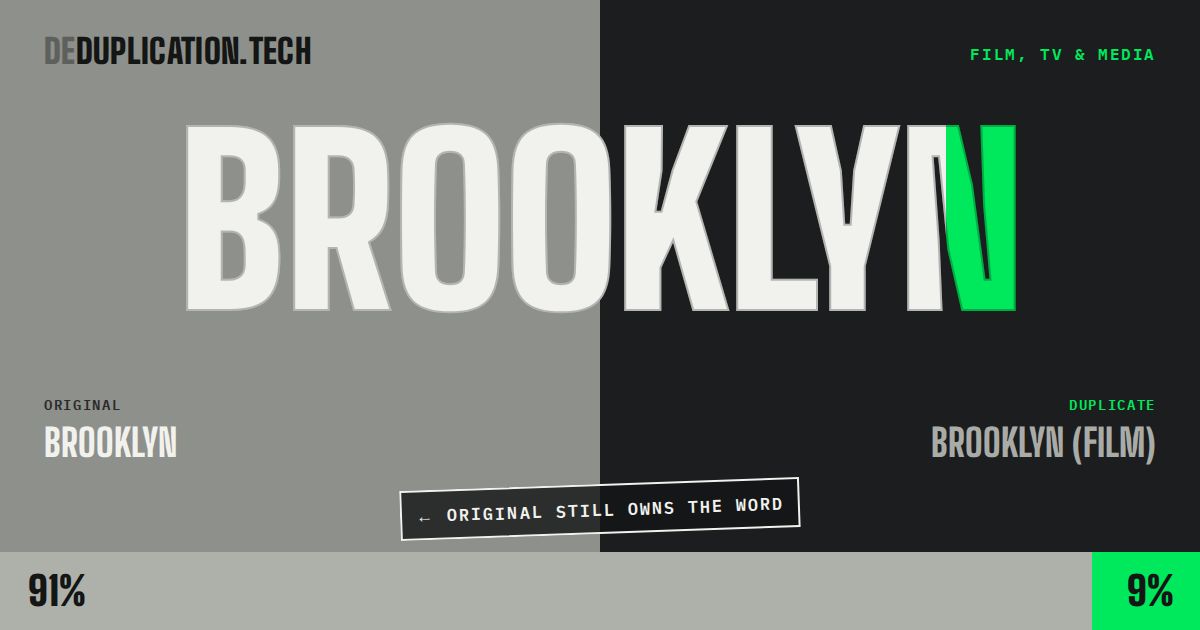 DEDUPLICATION.TECH
FILM, TV & MEDIA
BROOKLYN
ORIGINAL
BROOKLYN
DUPLICATE
BROOKLYN (FILM)
← ORIGINAL STILL OWNS THE WORD
91%
9%